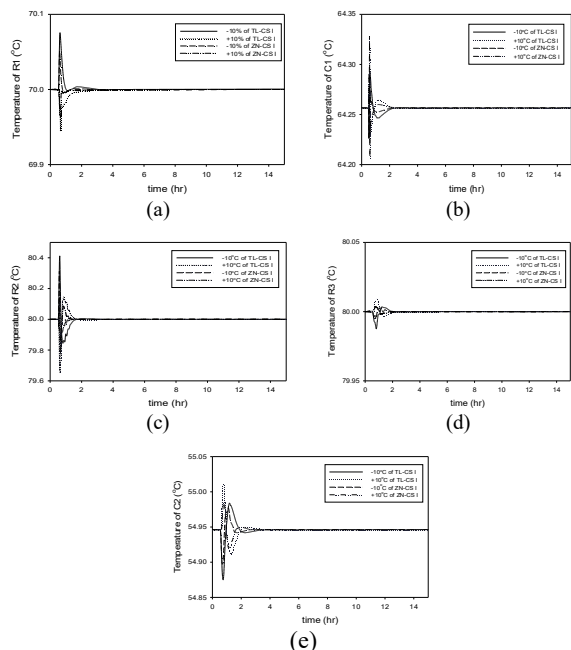 70.1
70.0
69.9
Temperature of R1 (°C)
-10% of TL-CS I
+10% of TL-CS I
-10% of ZN-CS I
+10% of ZN-CS I
0 2 4 6 8 10 12 14
time (hr)
(a)
64.35
64.30
64.25
64.20
Temperature of C1 (°C)
-10°C of TL-CS I
+10°C of TL-CS I
-10°C of ZN-CS I
+10°C of ZN-CS I
0 2 4 6 8 10 12 14
time (hr)
(b)
80.4
80.2
80.0
79.8
79.6
Temperature of R2 (°C)
-10°C of TL-CS I
+10°C of TL-CS I
-10°C of ZN-CS I
+10°C of ZN-CS I
0 2 4 6 8 10 12 14
time (hr)
(c)
80.05
80.00
79.95
Temperature of R3 (°C)
-10°C of TL-CS I
+10°C of TL-CS I
-10°C of ZN-CS I
+10°C of ZN-CS I
0 2 4 6 8 10 12 14
time (hr)
(d)
55.05
55.00
54.95
54.90
54.85
Temperature of C2 (°C)
-10°C of TL-CS I
+10°C of TL-CS I
-10°C of ZN-CS I
+10°C of ZN-CS I
0 2 4 6 8 10 12 14
time (hr)
(e)